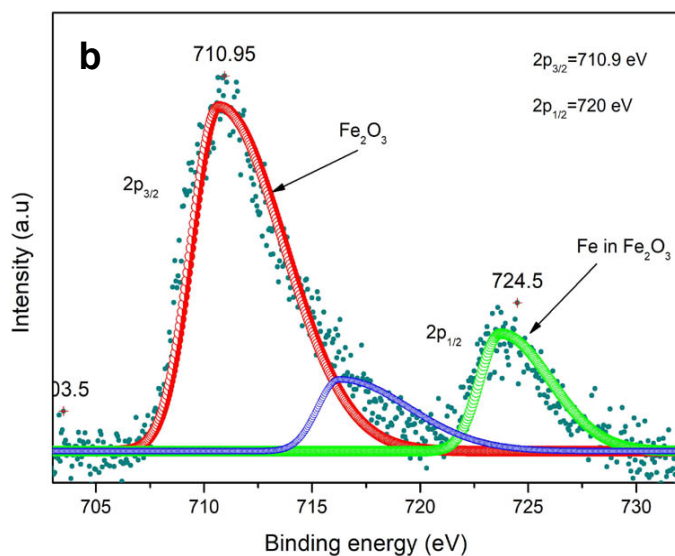 b
710.95
2p3/2=710.9 eV
2p1/2=720 eV
Fe2O3
2p3/2
Fe in Fe2O3
724.5
2p1/2
03.5
Intensity (a.u)
705 710 715 720 725 730
Binding energy (eV)